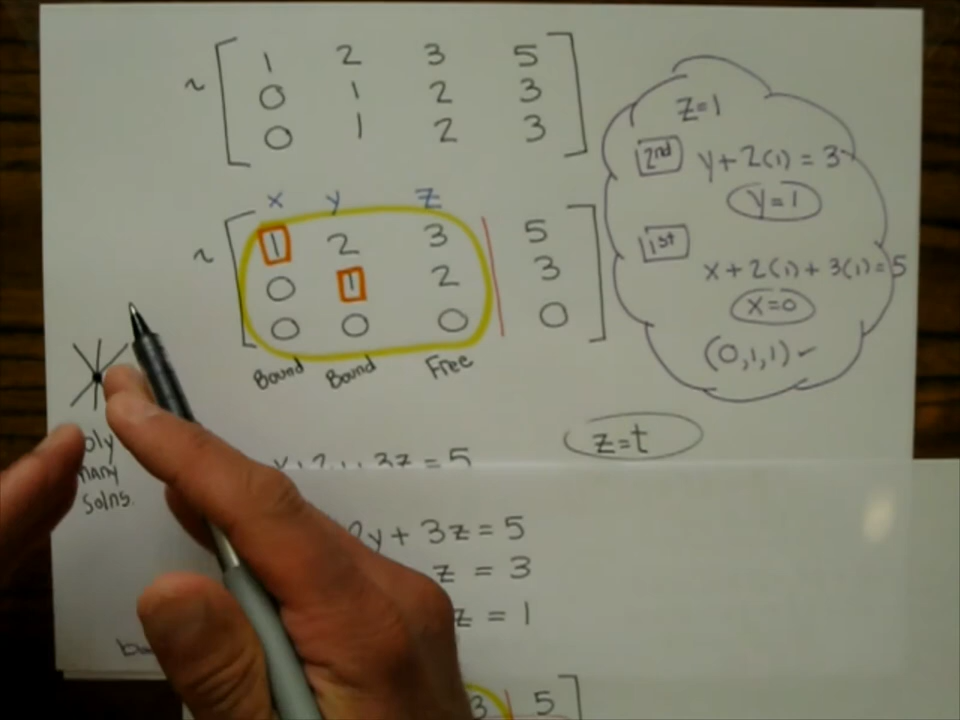 ~ 1 2 3 5
0 1 2 3
0 1 2 3
x y z
~ 1 2 3 5
0 1 2 3
0 0 0 0
Bound Bound Free
z=1
2nd y+2(1)=3
y=1
1st
x+2(1)+3(1)=5
x=0
(0,1,1)
z=t
many
solns.
3z=5
2y+3z=5
z=3
z=1
3 5